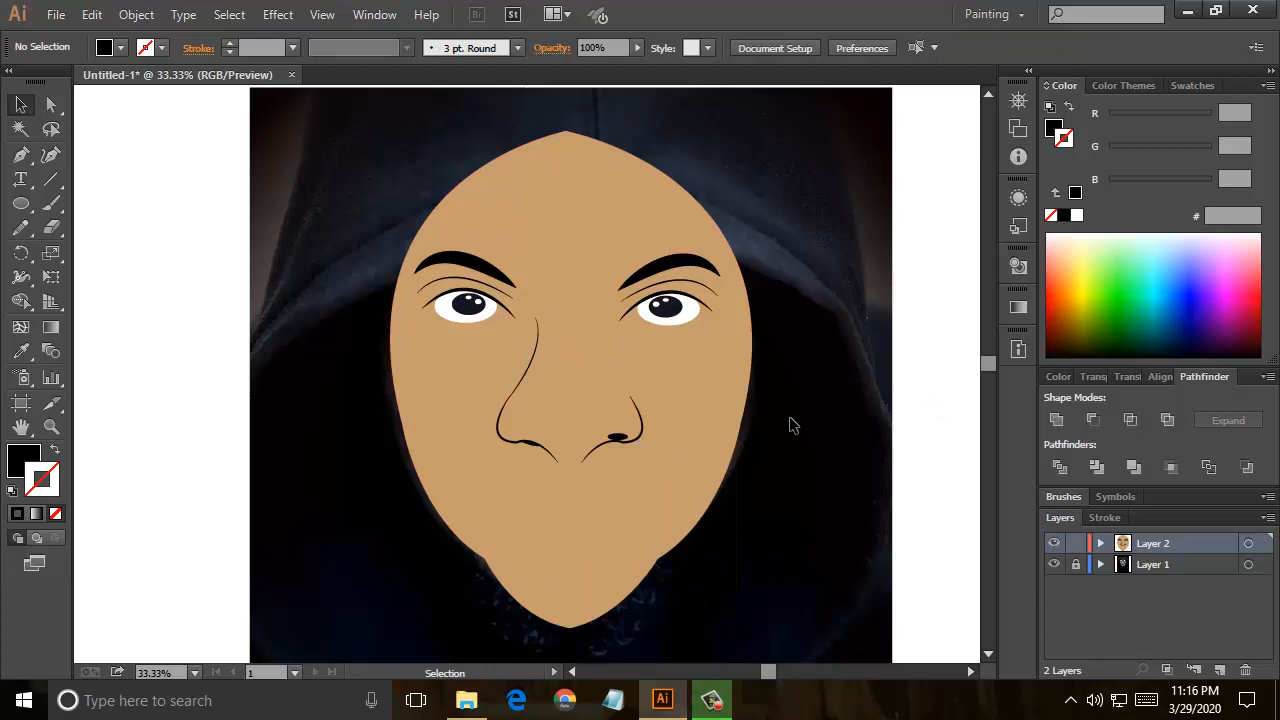 Ai File Edit Object Type Select Effect View Window Help Br St Painting
No Selection Stroke: 3 pt. Round Opacity: 100% Style: Document Setup Preferences
Untitled-1* @ 33.33% (RGB/Preview)
Color Color Themes Swatches
R
G
B
#
Color Trans Trans Align Pathfinder
Shape Modes:
Expand
Pathfinders:
Brushes Symbols
Layers Stroke
Layer 2
Layer 1
33.33% 1 Selection 2 Layers
Type here to search
Ai
11:16 PM
3/29/2020